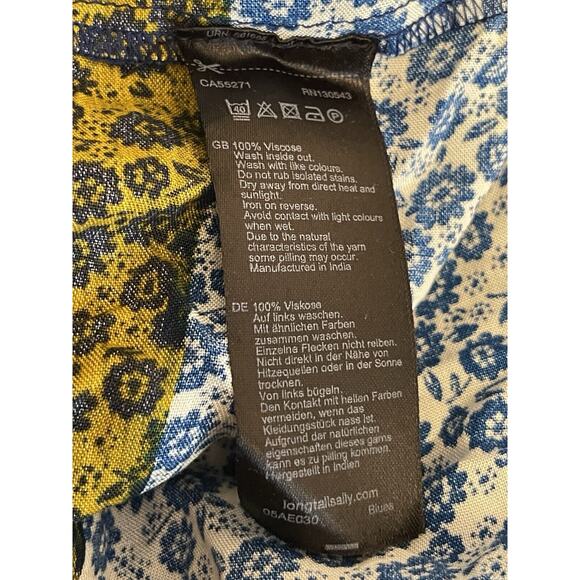 CA55271 RN130543
40
GB 100% Viscose
Wash inside out.
Wash with like colours.
Do not rub isolated stains.
Dry away from direct heat and
sunlight.
Iron on reverse.
Avoid contact with light colours
when wet.
Due to the natural
characteristics of the yarn
some pilling may occur.
Manufactured in India
DE 100% Viskose
Auf links waschen.
Mit ähnlichen Farben
zusammen waschen.
Einzelne Flecken nicht reiben.
Nicht direkt in der Nähe von
Hitzequellen oder in der Sonne
trocknen.
Von links bügeln.
Den Kontakt mit hellen Farben
vermeiden, wenn das
Kleidungsstück nass ist.
Aufgrund der natürlichen
eigenschaften dieses garns
kann es zu pilling kommen.
Hergestellt in Indien
longtallsally.com
05AE030 Blues